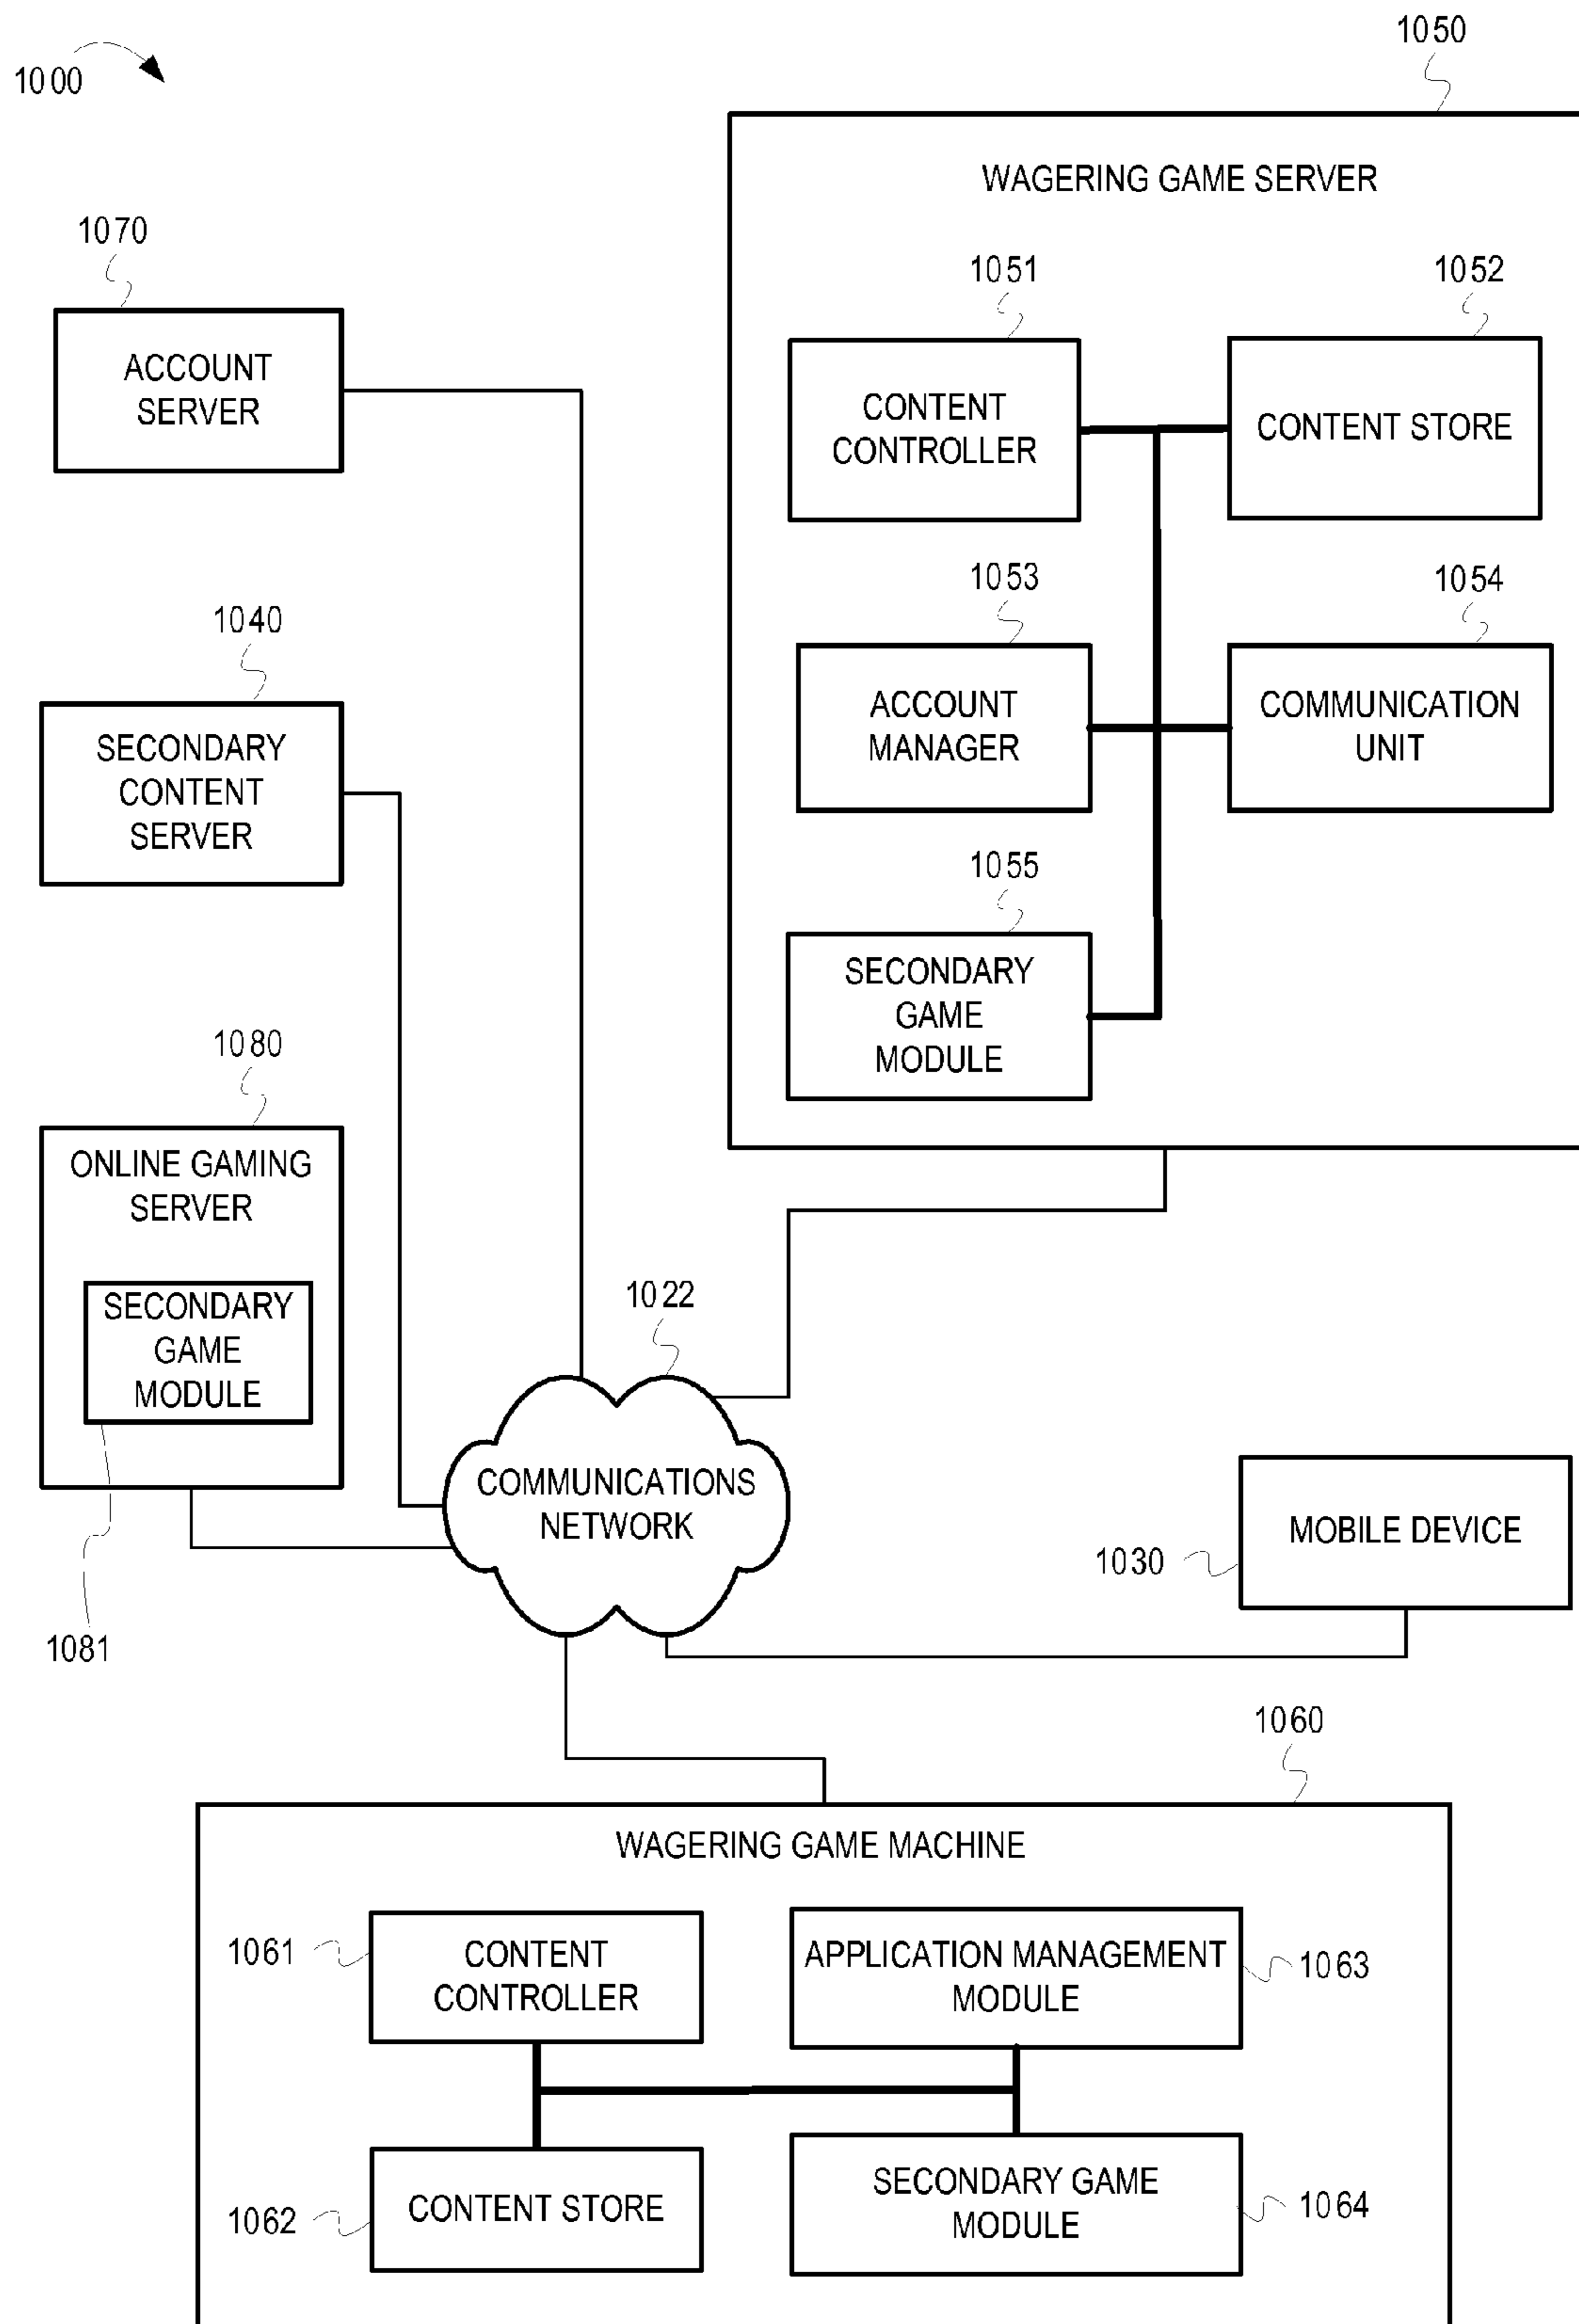 1000
1050
WAGERING GAME SERVER
1070
ACCOUNT
SERVER
1051
CONTENT
CONTROLLER
1052
CONTENT STORE
1053
ACCOUNT
MANAGER
1054
COMMUNICATION
UNIT
1040
SECONDARY
CONTENT
SERVER
1055
SECONDARY
GAME
MODULE
1080
ONLINE GAMING
SERVER
SECONDARY
GAME
MODULE
1081
1022
COMMUNICATIONS
NETWORK
MOBILE DEVICE
1030
1060
WAGERING GAME MACHINE
1061
CONTENT
CONTROLLER
APPLICATION MANAGEMENT
MODULE
1063
1062
CONTENT STORE
SECONDARY GAME
MODULE
1064